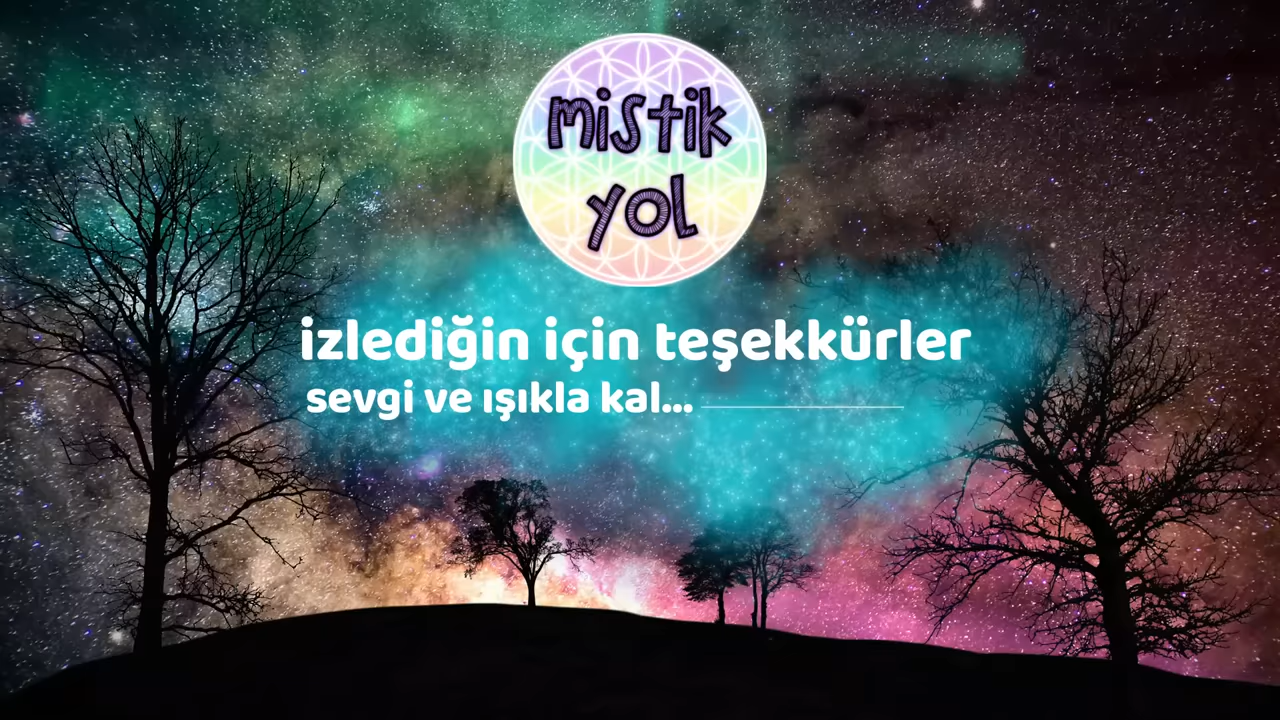 mistik
yol
izlediğin için teşekkürler
sevgi ve ışıkla kal...